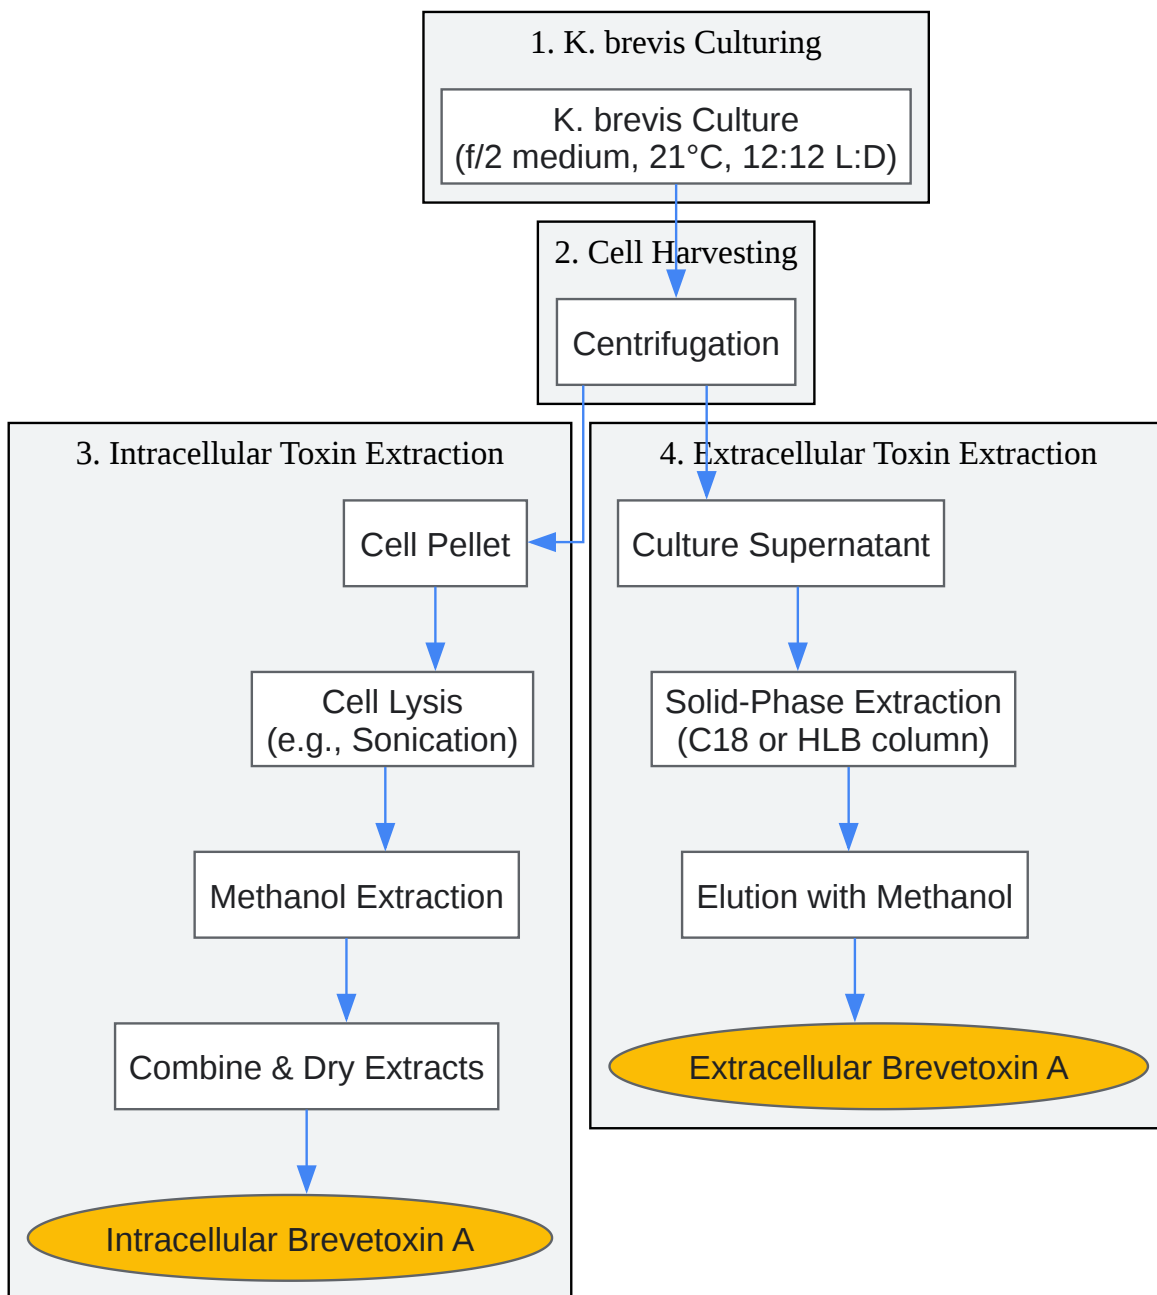 1. K. brevis Culturing
K. brevis Culture
(f/2 medium, 21°C, 12:12 L:D)
2. Cell Harvesting
Centrifugation
3. Intracellular Toxin Extraction
Cell Pellet
Cell Lysis
(e.g., Sonication)
Methanol Extraction
Combine & Dry Extracts
Intracellular Brevetoxin A
4. Extracellular Toxin Extraction
Culture Supernatant
Solid-Phase Extraction
(C18 or HLB column)
Elution with Methanol
Extracellular Brevetoxin A